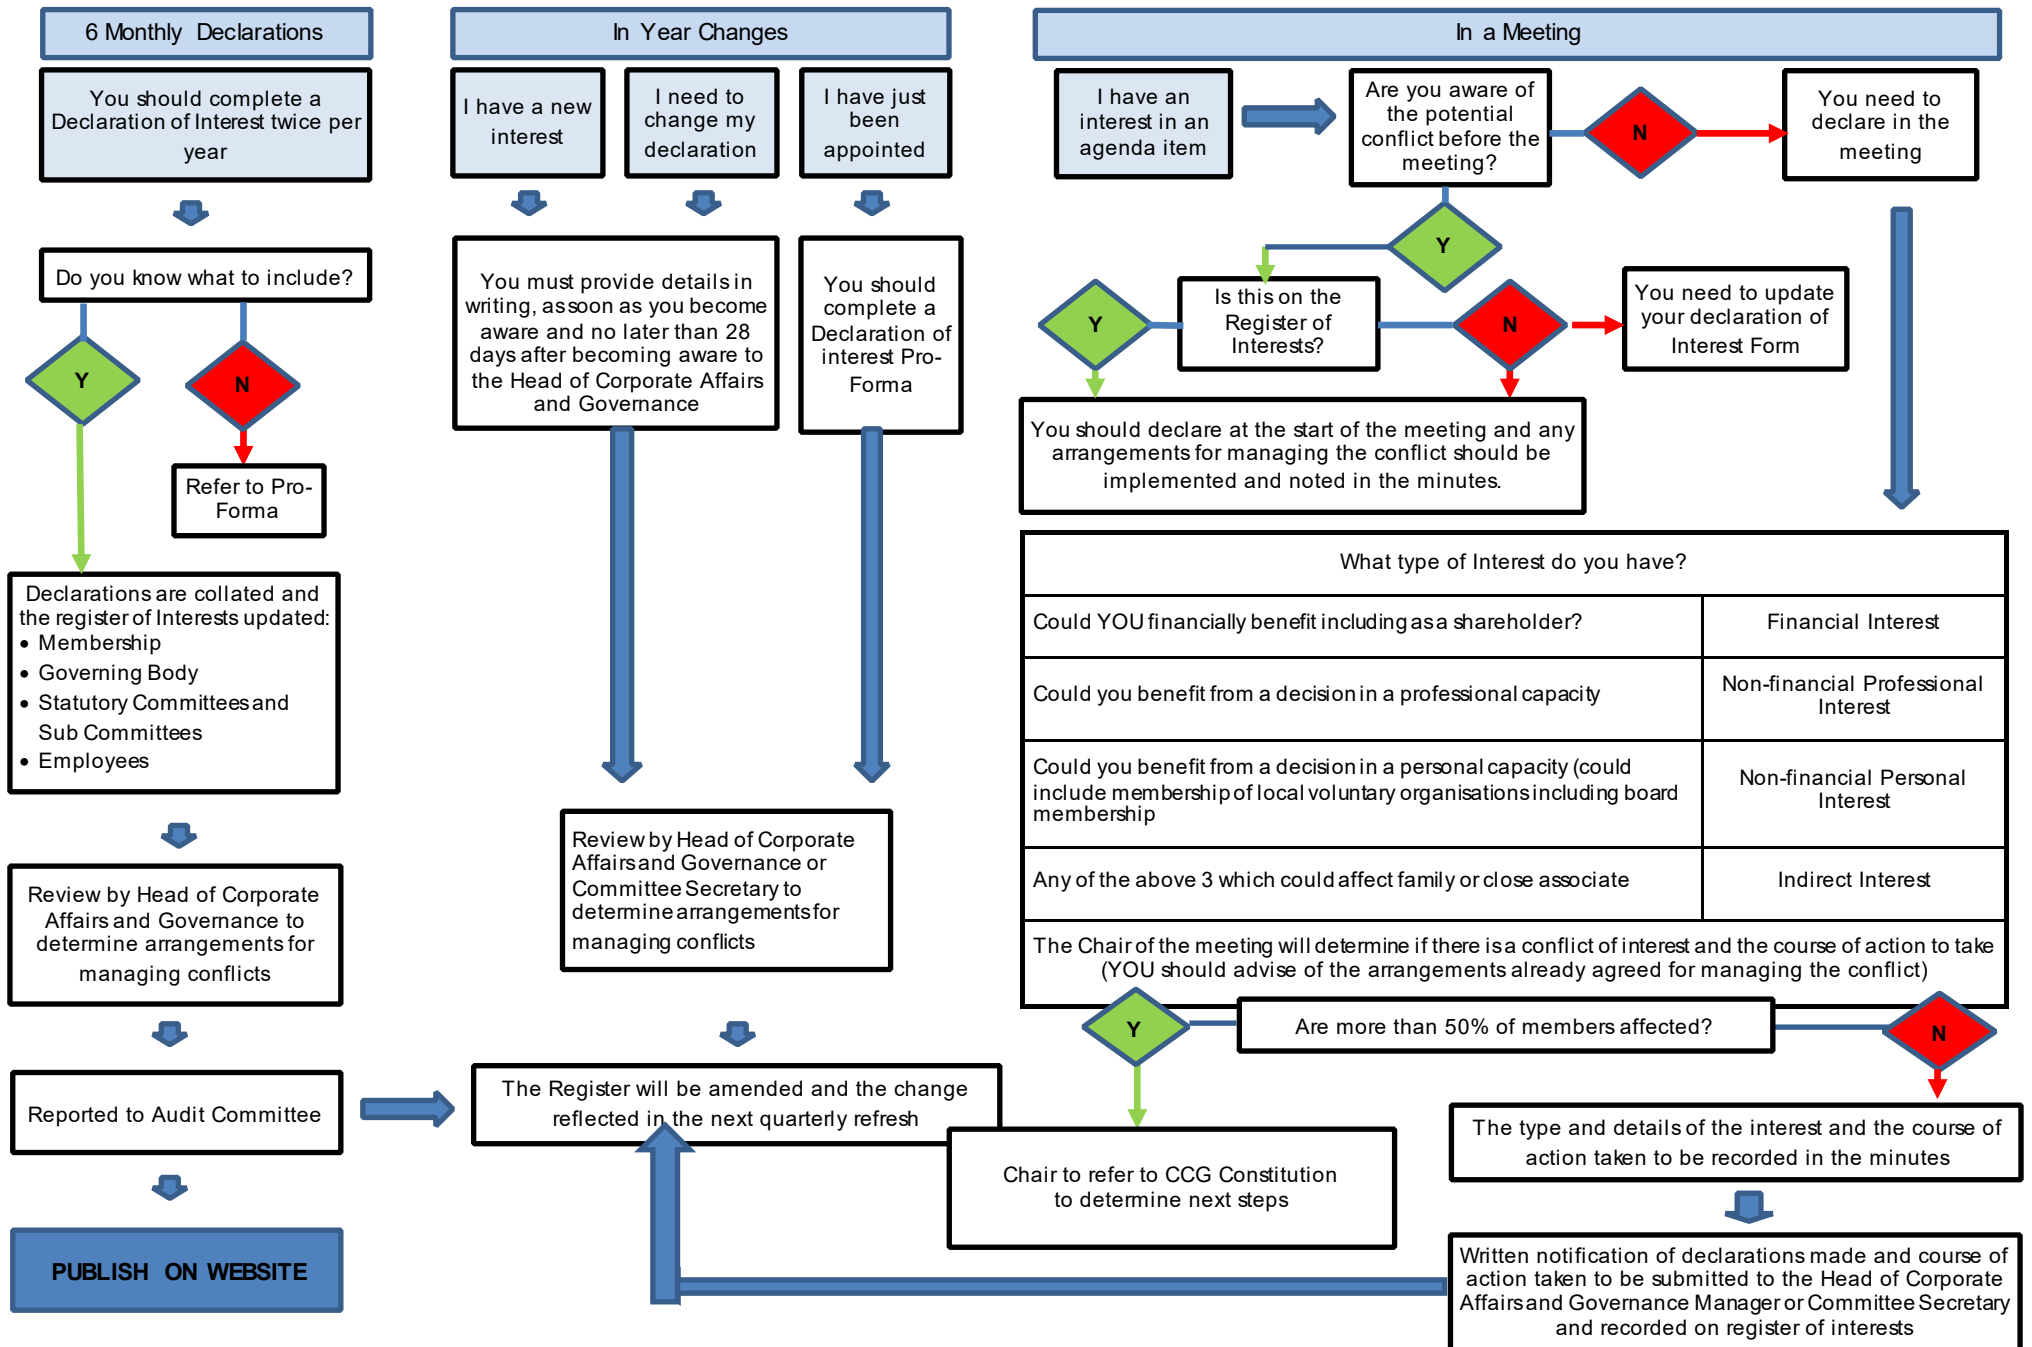 6 Monthly Declarations
You should complete a
Declaration of Interest twice per
year
Do you know what to include?
Y
N
Refer to Pro-
Forma
Declarations are collated and
the register of Interests updated:
• Membership
• Governing Body
• Statutory Committees and
Sub Committees
• Employees
Review by Head of Corporate
Affairs and Governance to
determine arrangements for
managing conflicts
Reported to Audit Committee
PUBLISH ON WEBSITE
In Year Changes
I have a new
interest
I need to
change my
declaration
I have just
been
appointed
You must provide details in
writing, assoon as you become
aware and no later than 28
days after becoming aware to
the Head of Corporate Affairs
and Governance
You should
complete a
Declaration of
interest Pro-
Forma
Review by Head of Corporate
Affairs and Governance or
Committee Secretary to
determine arrangements for
managing conflicts
The Register will be amended and the change
reflected in the next quarterly refresh
In a Meeting
I have an
interest in an
agenda item
Are you aware of
the potential
conflict before the
meeting?
N
You need to
declare in the
meeting
Y
Is this on the
Register of
Interests?
Y
N
You need to update
your declaration of
Interest Form
You should declare at the start of the meeting and any
arrangements for managing the conflict should be
implemented and noted in the minutes.
What type of Interest do you have?
Could YOU financially benefit including as a shareholder?
Financial Interest
Could you benefit from a decision in a professional capacity
Non-financial Professional
Interest
Could you benefit from a decision in a personal capacity (could
include membership of local voluntary organisations including board
membership
Non-financial Personal
Interest
Any of the above 3 which could affect family or close associate
Indirect Interest
The Chair of the meeting will determine if there is a conflict of interest and the course of action to take
(YOU should advise of the arrangements already agreed for managing the conflict)
Y
Are more than 50% of members affected?
N
Chair to refer to CCG Constitution
to determine next steps
The type and details of the interest and the course of
action taken to be recorded in the minutes
Written notification of declarations made and course of
action taken to be submitted to the Head of Corporate
Affairs and Governance Manager or Committee Secretary
and recorded on register of interests